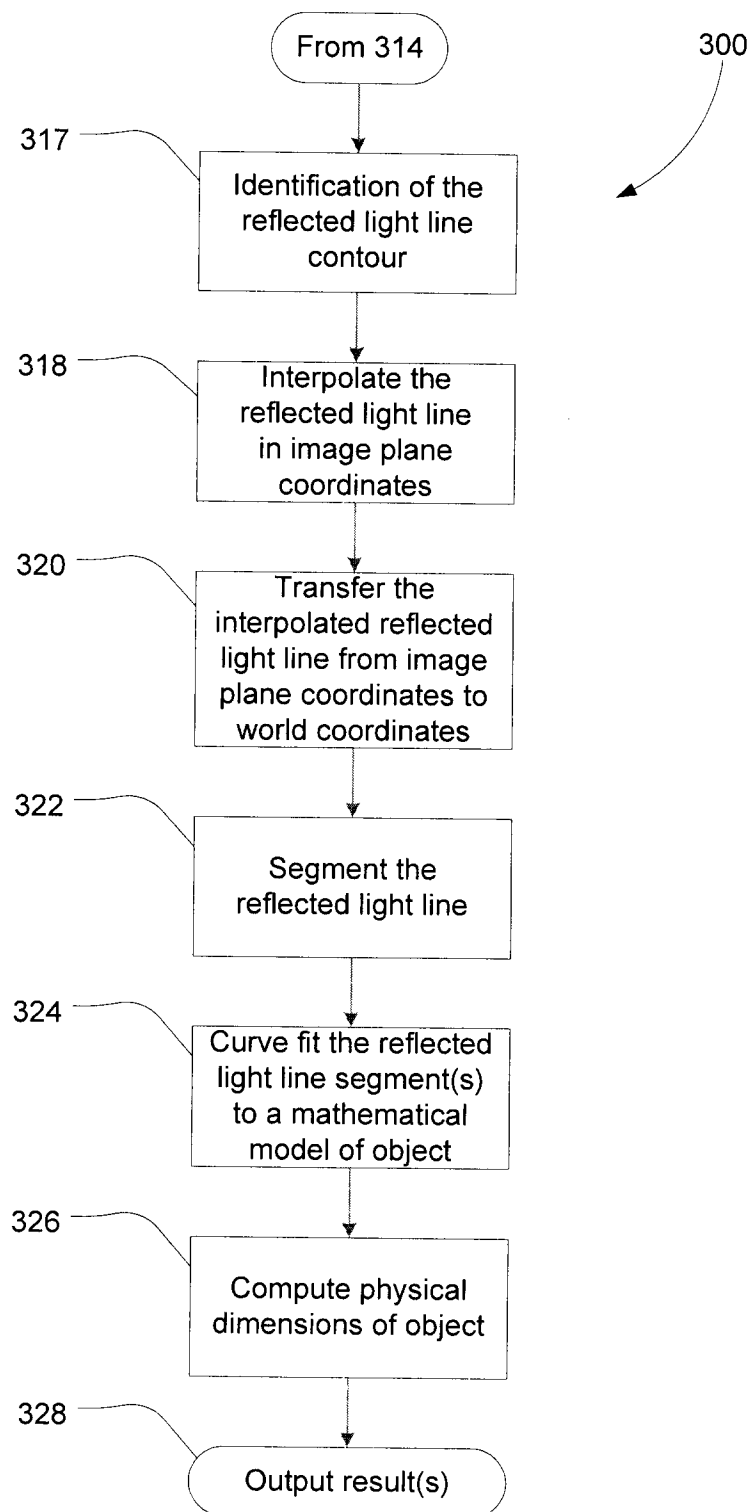 From 314
300
317
Identification of the
reflected light line
contour
318
Interpolate the
reflected light line
in image plane
coordinates
320
Transfer the
interpolated reflected
light line from image
plane coordinates to
world coordinates
322
Segment the
reflected light line
324
Curve fit the reflected
light line segment(s)
to a mathematical
model of object
326
Compute physical
dimensions of object
328
Output result(s)